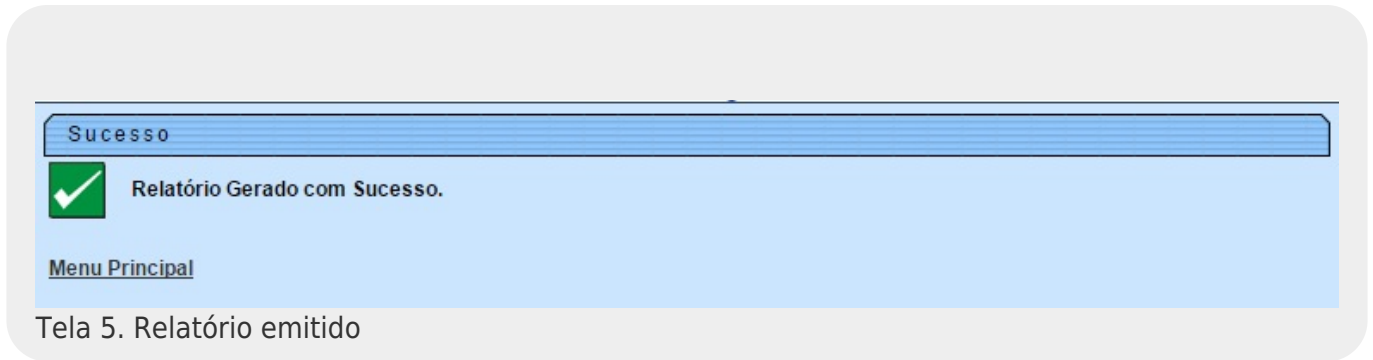 Sucesso
Relatório Gerado com Sucesso.
Menu Principal
Tela 5. Relatório emitido